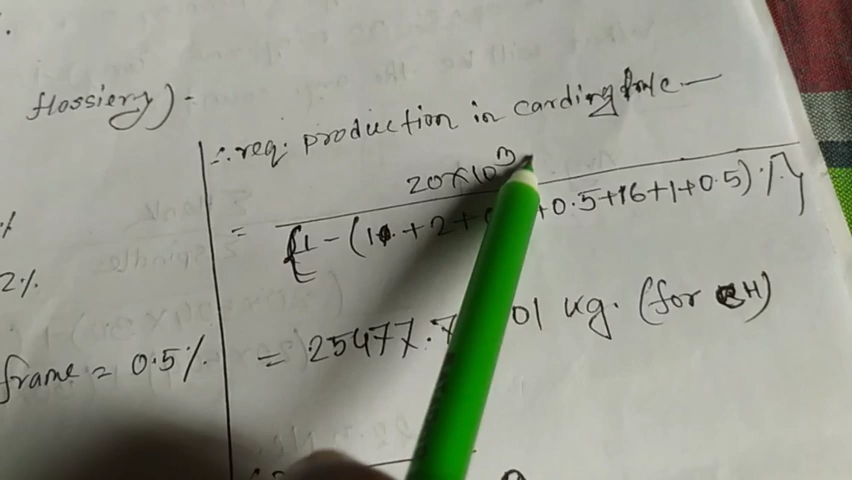 Hossiery) -
∴ req. production in carding
20×10³
= {1 - (1 + 2 + +0.5+16+1+0.5)%}
%
2%
= 25477.7 01 kg. (for CH)
frame = 0.5%